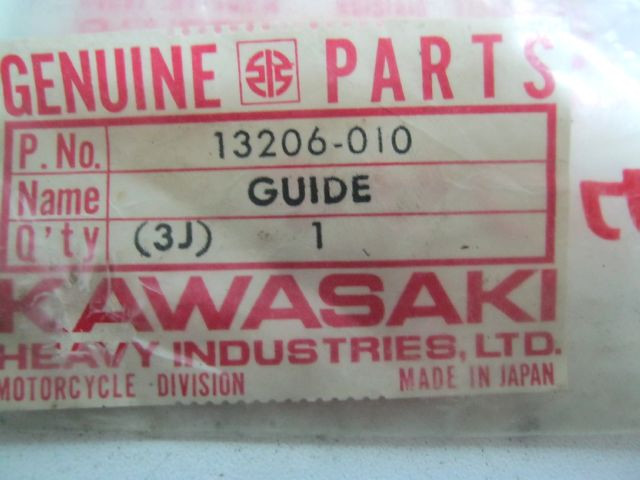 GENUINE PARTS
P. No. 13206-010
Name GUIDE
Q'ty (3J) 1
KAWASAKI
HEAVY INDUSTRIES, LTD.
MOTORCYCLE DIVISION MADE IN JAPAN